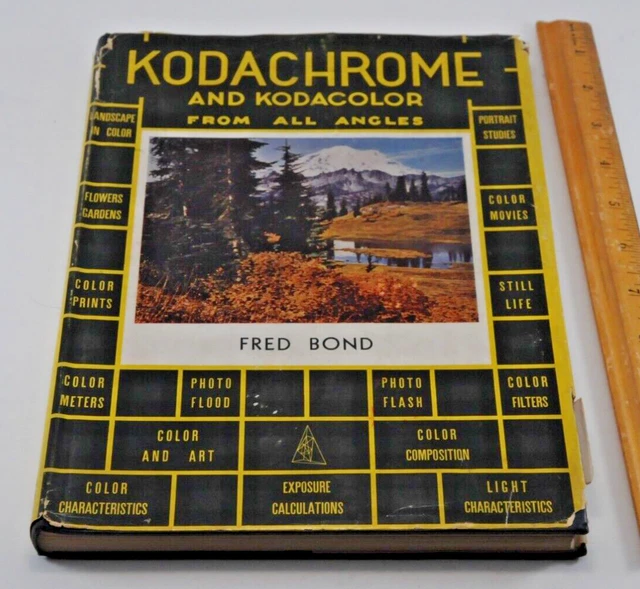 KODACHROME
AND KODACOLOR
FROM ALL ANGLES
LANDSCAPE
IN COLOR
PORTRAIT
STUDIES
FLOWERS
GARDENS
COLOR
MOVIES
COLOR
PRINTS
STILL
LIFE
FRED BOND
COLOR
METERS
PHOTO
FLOOD
PHOTO
FLASH
COLOR
FILTERS
COLOR
AND ART
COLOR
COMPOSITION
COLOR
CHARACTERISTICS
EXPOSURE
CALCULATIONS
LIGHT
CHARACTERISTICS